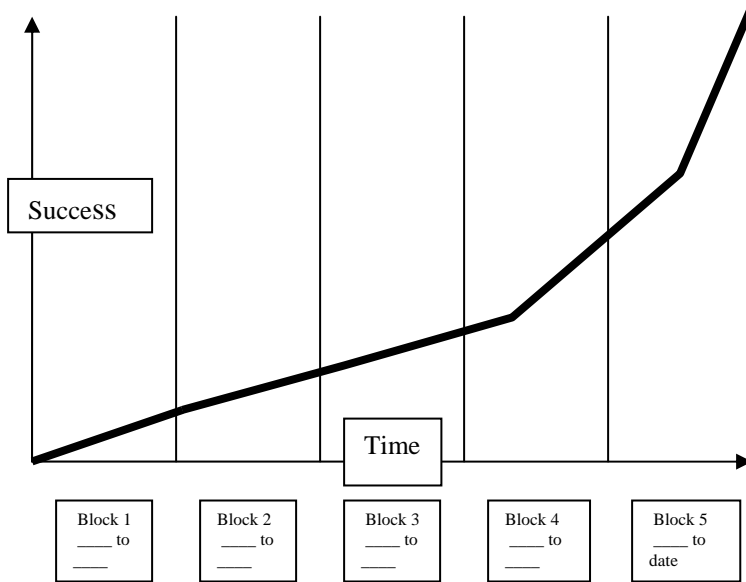 Success
Time
Block 1
____ to
____
Block 2
____ to
____
Block 3
____ to
____
Block 4
____ to
____
Block 5
____ to
date